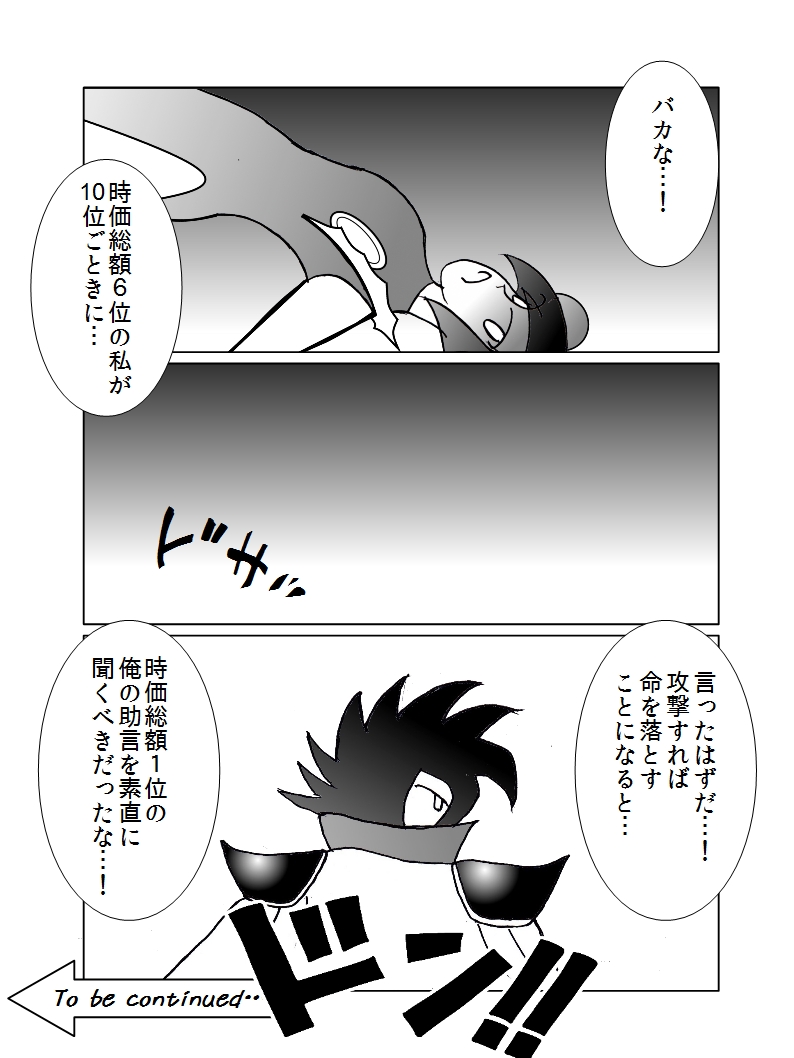 バカな…！
時価総額６位の私が
10位ごときに…
ドサッ
言ったはずだ…！
攻撃すれば
命を落とす
ことになると…
時価総額１位の
俺の助言を素直に
聞くべきだったな…！
ドン!!
To be continued‥